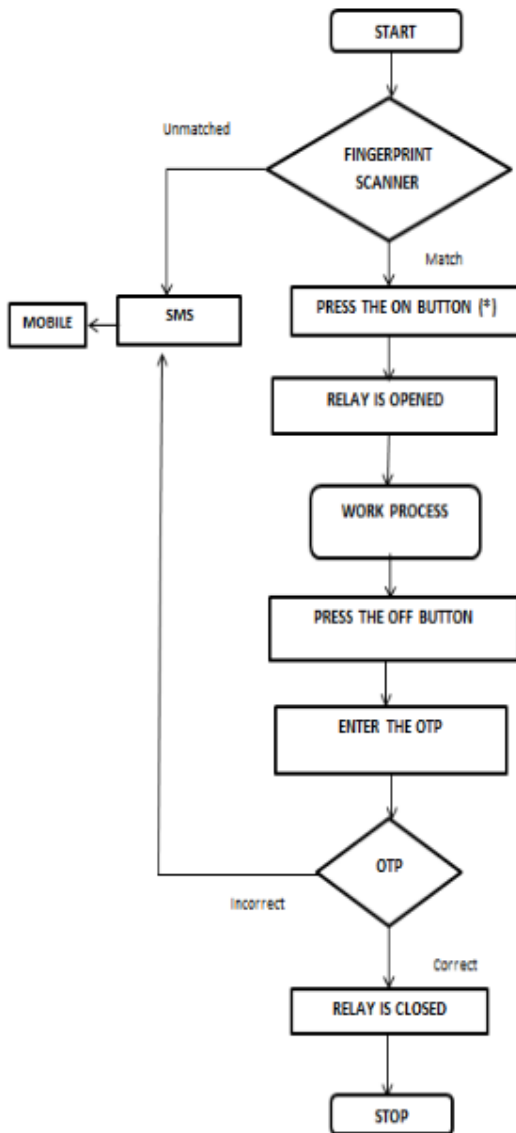 START
Unmatched
FINGERPRINT
SCANNER
Match
PRESS THE ON BUTTON (*)
MOBILE
SMS
RELAY IS OPENED
WORK PROCESS
PRESS THE OFF BUTTON
ENTER THE OTP
OTP
Incorrect
Correct
RELAY IS CLOSED
STOP